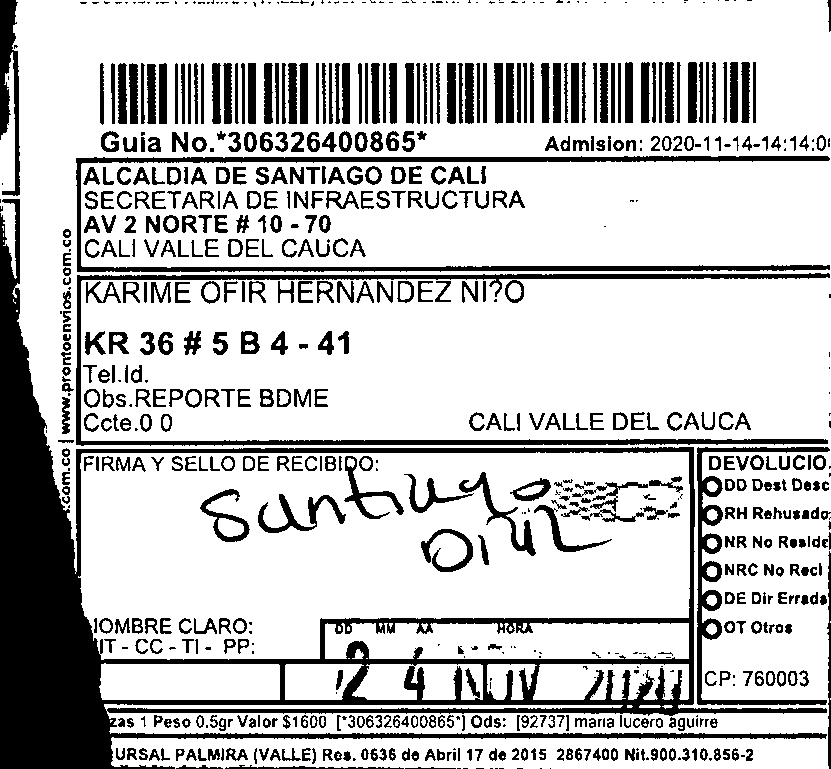 Guia No.*306326400865*
Admision: 2020-11-14-14:14:0
ALCALDIA DE SANTIAGO DE CALI
SECRETARIA DE INFRAESTRUCTURA
AV 2 NORTE # 10 - 70
CALI VALLE DEL CAUCA
KARIME OFIR HERNANDEZ NI?O
KR 36 # 5 B 4 - 41
Tel.Id.
Obs.REPORTE BDME
Ccte.0 0
CALI VALLE DEL CAUCA
.com.co | www.prontoenvios.com.co
FIRMA Y SELLO DE RECIBIDO:
Santiago
Diaz
DEVOLUCIO
DD Dest Desc
RH Rehusado
NR No Reside
NRC No Recl
DE Dir Errada
OT Otros
CP: 760003
NOMBRE CLARO:
IT - CC - TI - PP:
DD MM AA HORA
24 NOV 2020
zas 1 Peso 0.5gr Valor $1600 [*306326400865*] Ods: [92737] maria lucero aguirre
URSAL PALMIRA (VALLE) Res. 0636 de Abril 17 de 2015 2867400 Nit.900.310.856-2